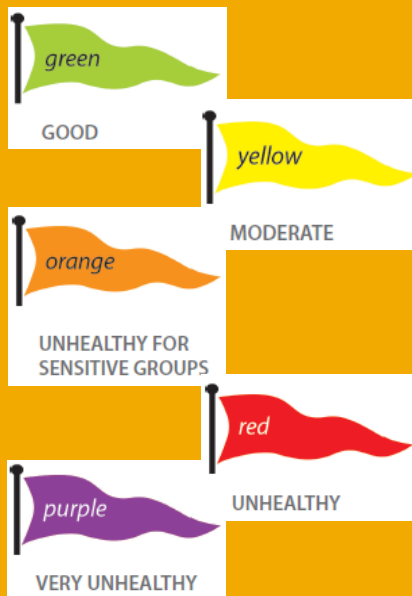 green
GOOD
yellow
MODERATE
orange
UNHEALTHY FOR
SENSITIVE GROUPS
red
UNHEALTHY
purple
VERY UNHEALTHY